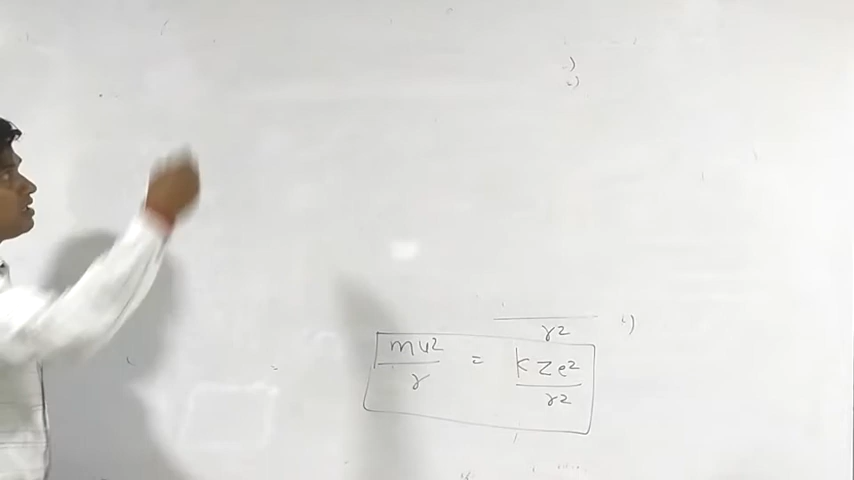 r²
mv²/r = kze²/r²